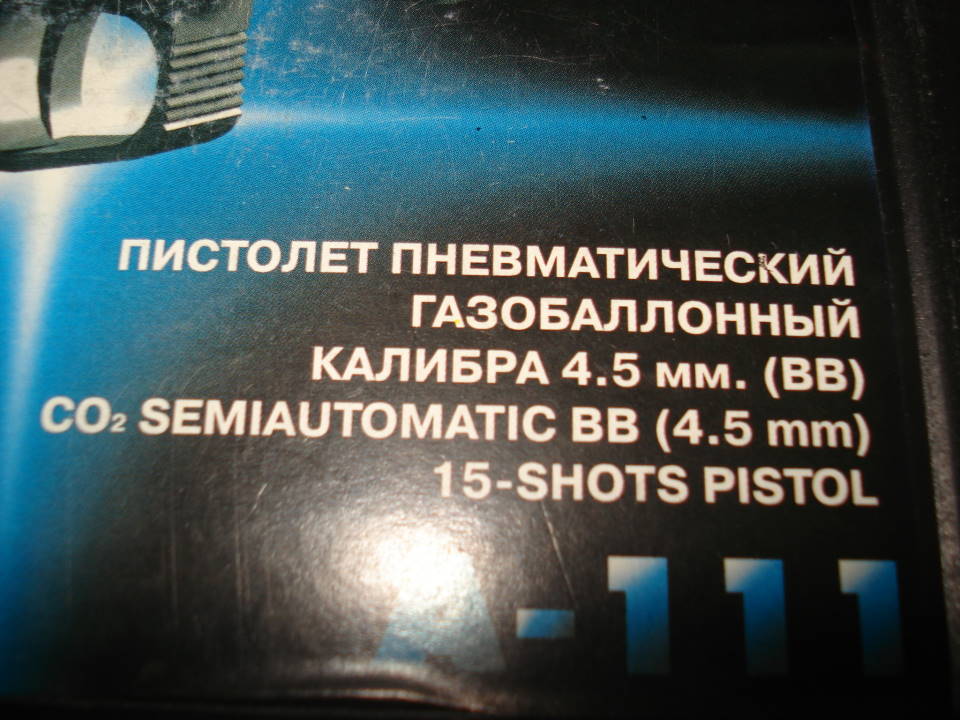 ПИСТОЛЕТ ПНЕВМАТИЧЕСКИЙ
ГАЗОБАЛЛОННЫЙ
КАЛИБРА 4.5 мм. (ВВ)
CO₂ SEMIAUTOMATIC BB (4.5 mm)
15-SHOTS PISTOL
A-111